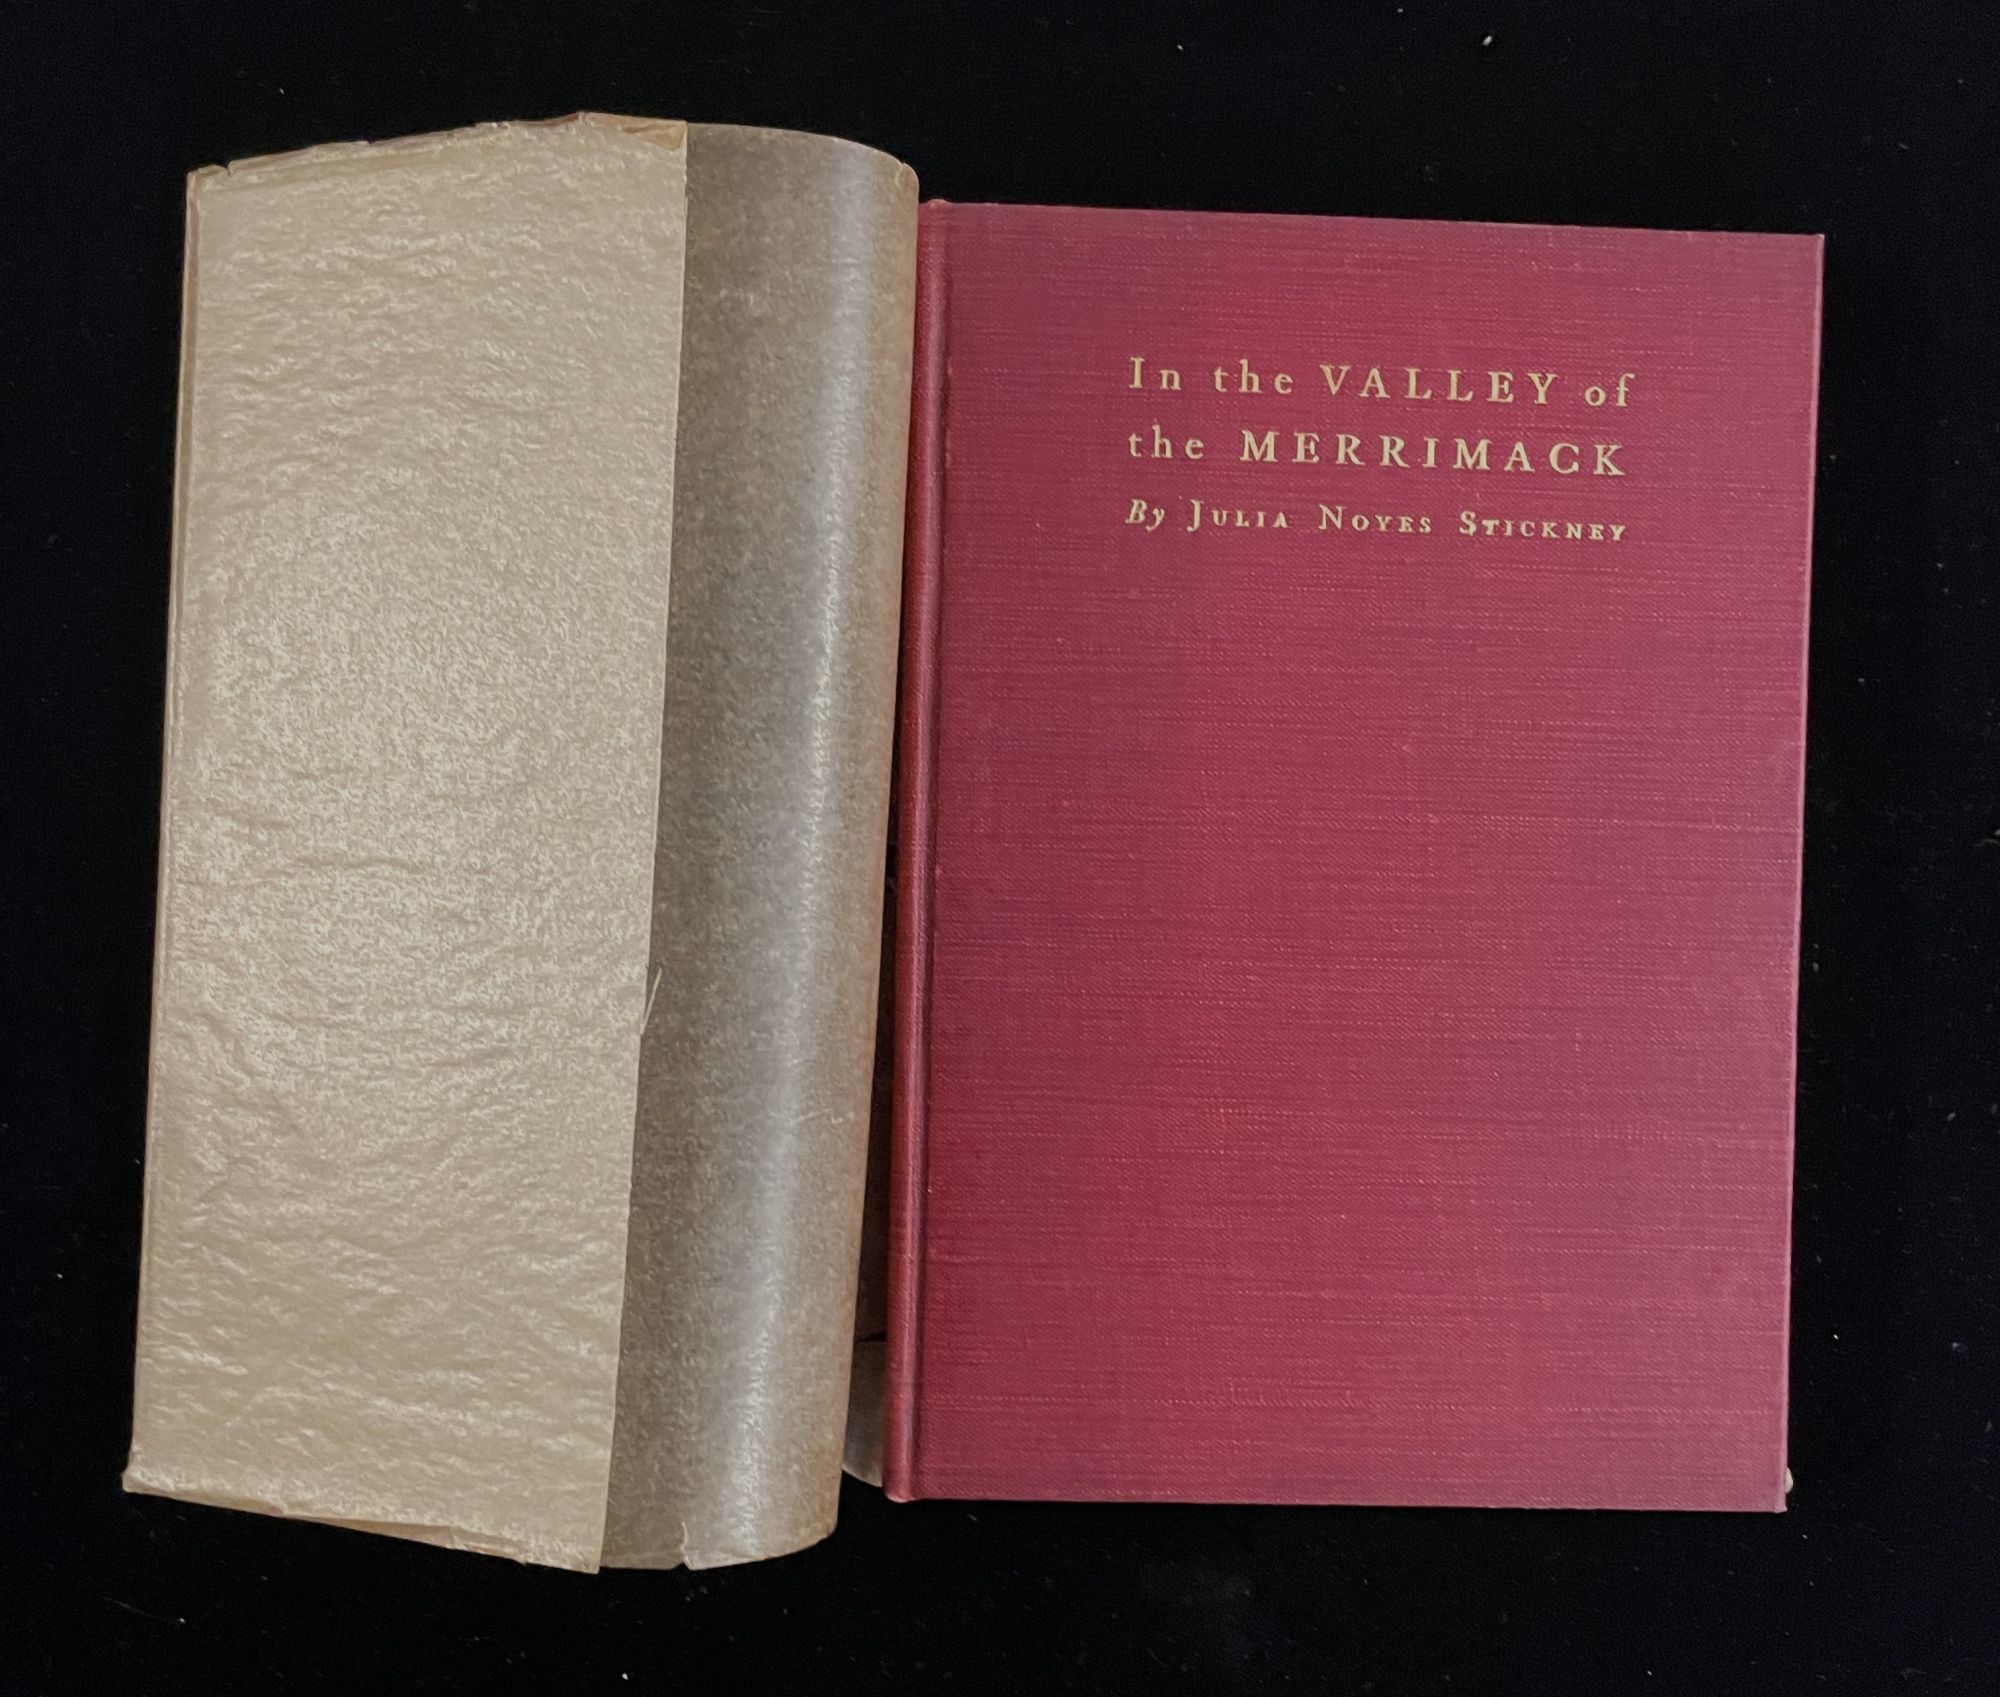 In the VALLEY of
the MERRIMACK
By JULIA NOYES STICKNEY